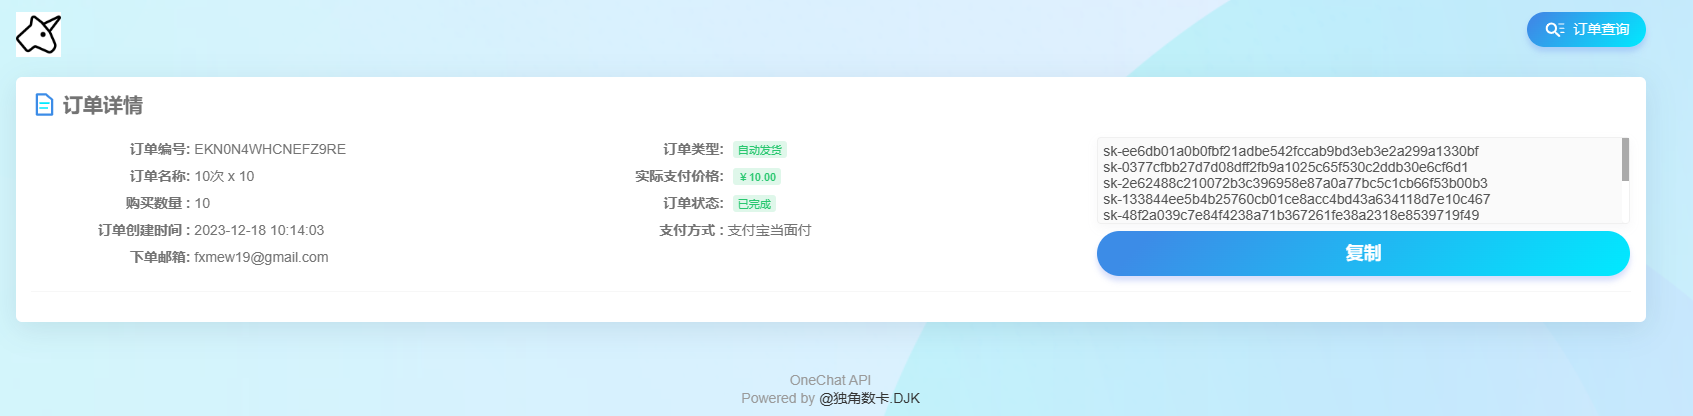 订单查询
订单详情
订单编号: EKN0N4WHCNEFZ9RE
订单名称: 10次 x 10
购买数量 : 10
订单创建时间 : 2023-12-18 10:14:03
下单邮箱: fxmew19@gmail.com
订单类型: 自动发货
实际支付价格: ￥10.00
订单状态: 已完成
支付方式 : 支付宝当面付
sk-ee6db01a0b0fbf21adbe542fccab9bd3eb3e2a299a1330bf
sk-0377cfbb27d7d08dff2fb9a1025c65f530c2ddb30e6cf6d1
sk-2e62488c210072b3c396958e87a0a77bc5c1cb66f53b00b3
sk-133844ee5b4b25760cb01ce8acc4bd43a634118d7e10c467
sk-48f2a039c7e84f4238a71b367261fe38a2318e8539719f49
复制
OneChat API
Powered by @独角数卡.DJK